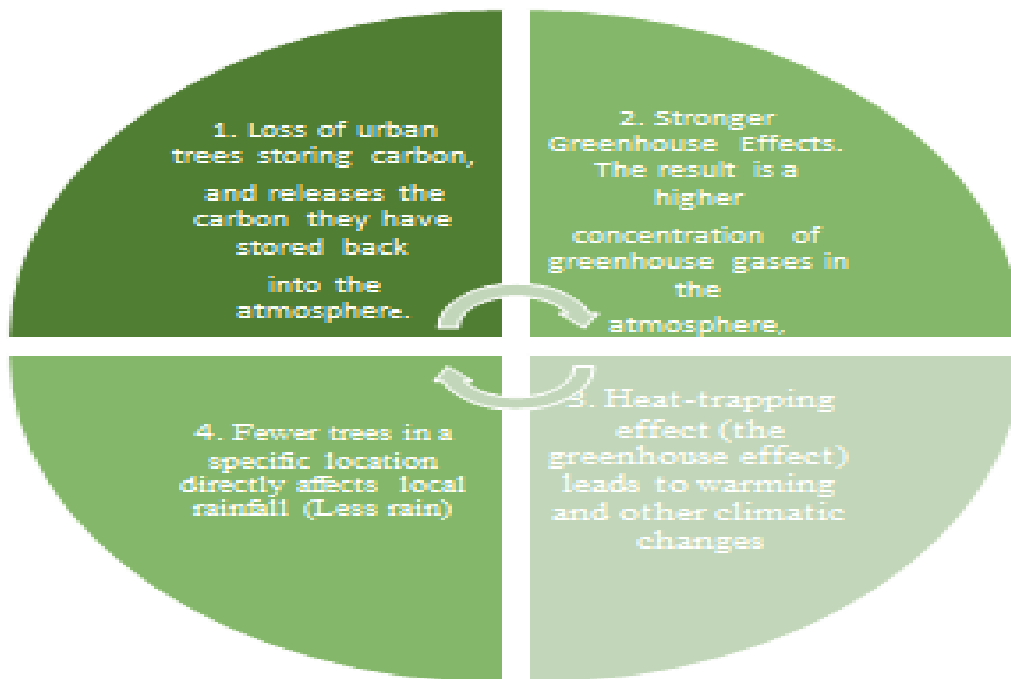 1. Loss of urban
trees storing carbon,
and releases the
carbon they have
stored back
into the
atmosphere.
2. Stronger
Greenhouse Effects.
The result is a
higher
concentration of
greenhouse gases in
the
atmosphere,
3. Heat-trapping
effect (the
greenhouse effect)
leads to warming
and other climatic
changes
4. Fewer trees in a
specific location
directly affects local
rainfall (Less rain)